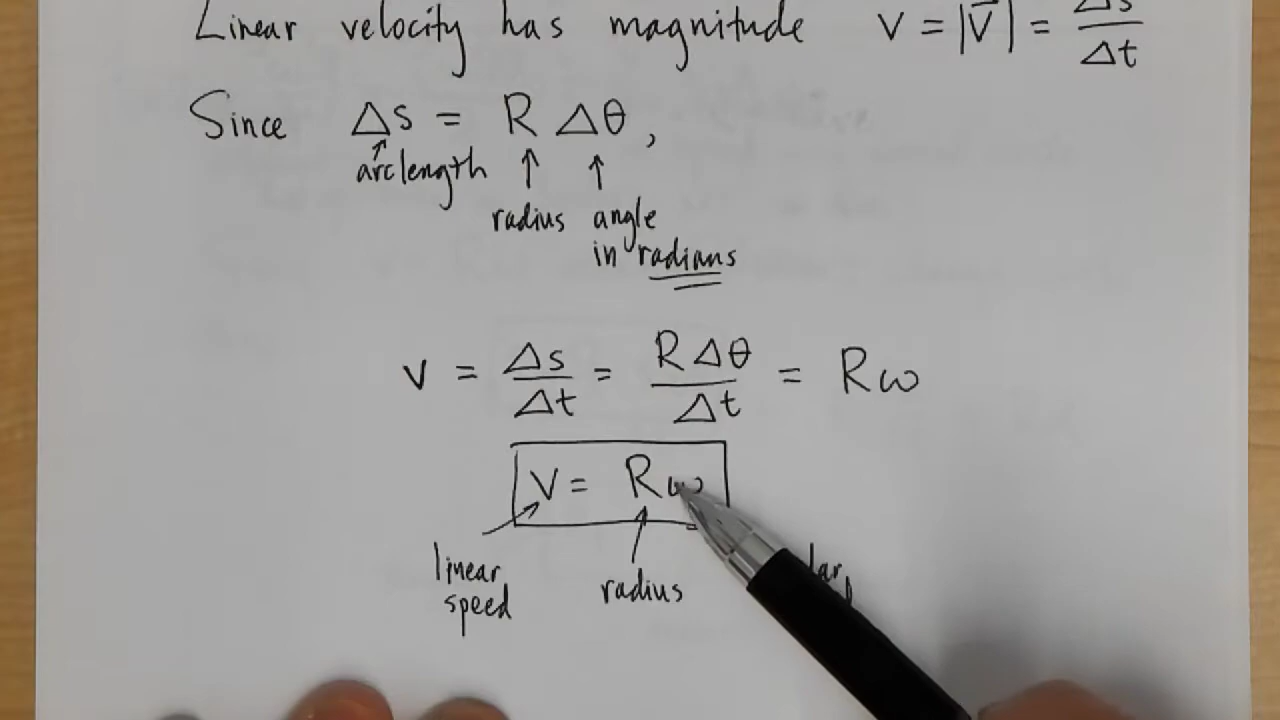 Linear velocity has magnitude V = |V⃗| = Δs/Δt
Since Δs = R Δθ,
arclength
radius angle
in radians
v = Δs/Δt = RΔθ/Δt = Rω
V = Rω
linear
speed
radius